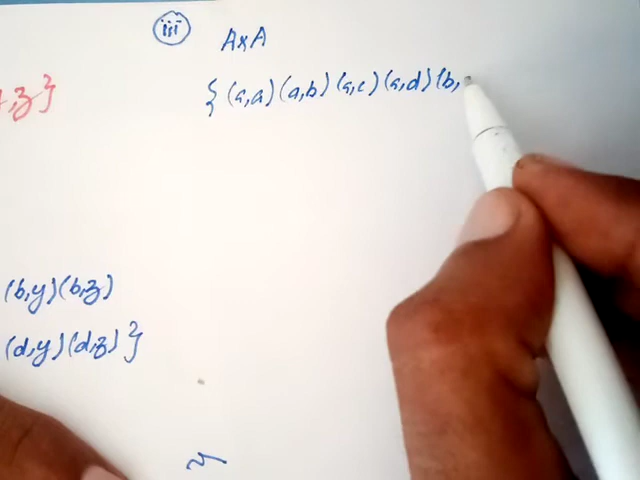 iii
A×A
,z}
{ (a,a) (a,b) (a,c) (a,d) (b,
(b,y) (b,z)
(d,y) (d,z) }